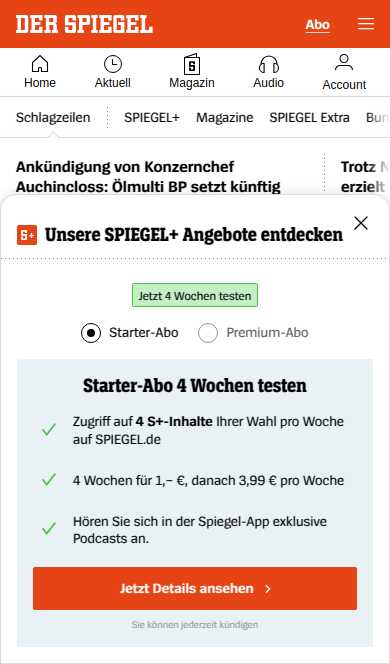 DER SPIEGEL
Abo
Home
Aktuell
Magazin
Audio
Account
Schlagzeilen
SPIEGEL+
Magazine
SPIEGEL Extra
Ankündigung von Konzernchef
Auchincloss: Ölmulti BP setzt künftig
Trotz
erzielt
S+ Unsere SPIEGEL+ Angebote entdecken
Jetzt 4 Wochen testen
Starter-Abo
Premium-Abo
Starter-Abo 4 Wochen testen
Zugriff auf 4 S+-Inhalte Ihrer Wahl pro Woche
auf SPIEGEL.de
4 Wochen für 1,– €, danach 3,99 € pro Woche
Hören Sie sich in der Spiegel-App exklusive
Podcasts an.
Jetzt Details ansehen
Sie können jederzeit kündigen